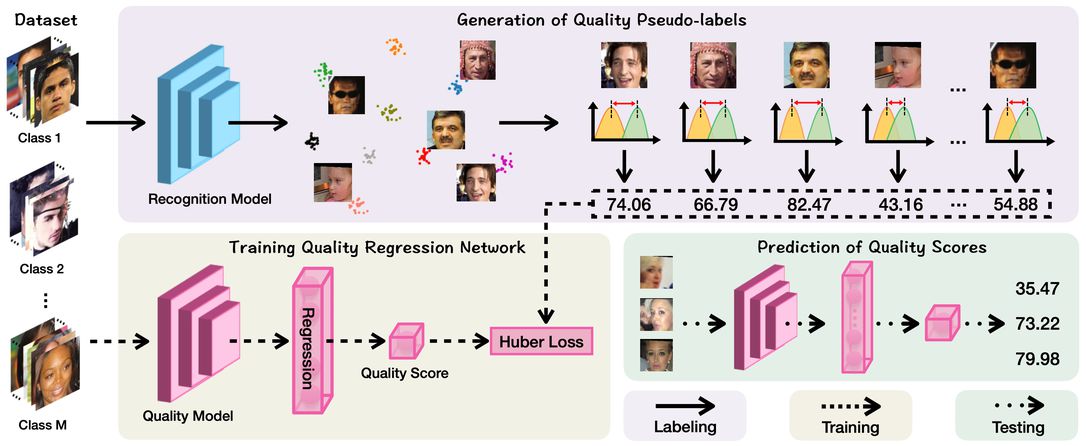 Dataset
Class 1
Class 2
⋮
Class M
Generation of Quality Pseudo-labels
Recognition Model
...
...
74.06 66.79 82.47 43.16 ... 54.88
Training Quality Regression Network
Quality Model
Regression
Quality Score
Huber Loss
Prediction of Quality Scores
35.47
73.22
79.98
Labeling
Training
Testing